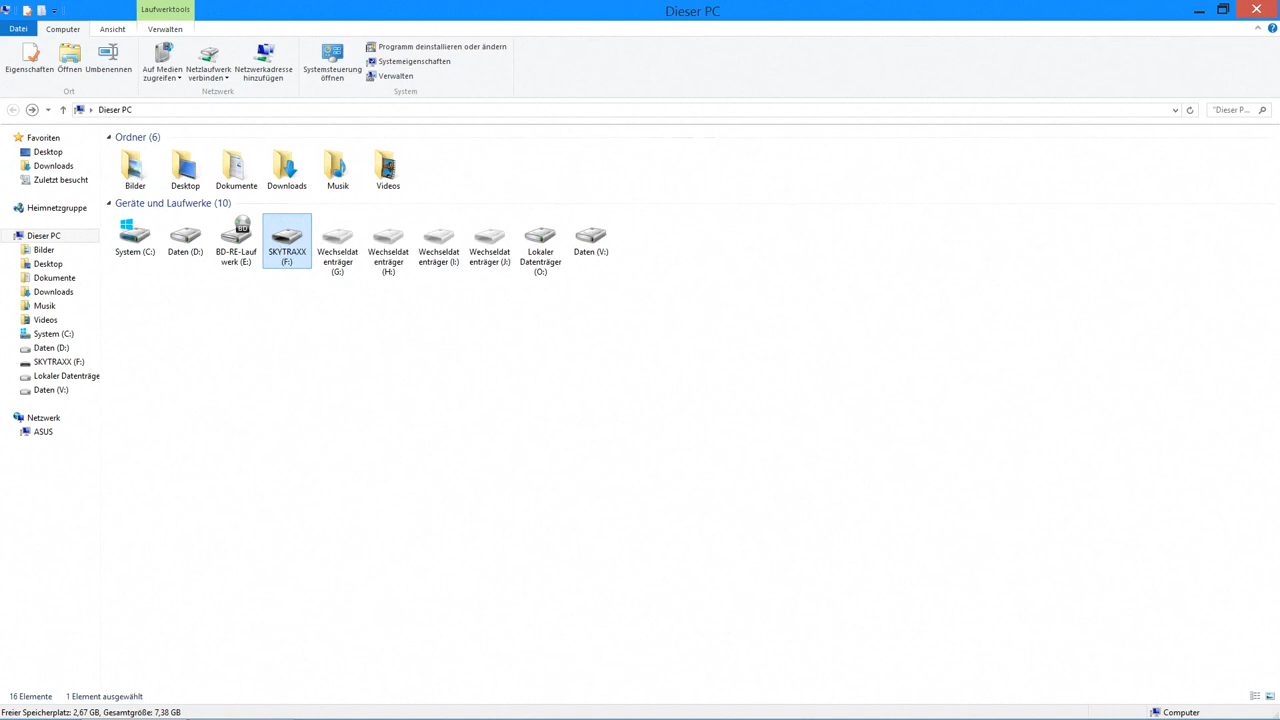 Laufwerktools
Dieser PC
Datei
Computer
Ansicht
Verwalten
Eigenschaften
Öffnen
Umbenennen
Auf Medien
zugreifen
Netzlaufwerk
verbinden
Netzwerkadresse
hinzufügen
Systemsteuerung
öffnen
Programm deinstallieren oder ändern
Systemeigenschaften
Verwalten
Ort
Netzwerk
System
Dieser PC
"Dieser P...
Favoriten
Desktop
Downloads
Zuletzt besucht
Heimnetzgruppe
Dieser PC
Bilder
Desktop
Dokumente
Downloads
Musik
Videos
System (C:)
Daten (D:)
SKYTRAXX (F:)
Lokaler Datenträge
Daten (V:)
Netzwerk
ASUS
Ordner (6)
Bilder
Desktop
Dokumente
Downloads
Musik
Videos
Geräte und Laufwerke (10)
BD
System (C:)
Daten (D:)
BD-RE-Lauf
werk (E:)
SKYTRAXX
(F:)
Wechseldat
enträger
(G:)
Wechseldat
enträger
(H:)
Wechseldat
enträger (I:)
Wechseldat
enträger (J:)
Lokaler
Datenträger
(O:)
Daten (V:)
16 Elemente
1 Element ausgewählt
Freier Speicherplatz: 2,67 GB, Gesamtgröße: 7,38 GB
Computer